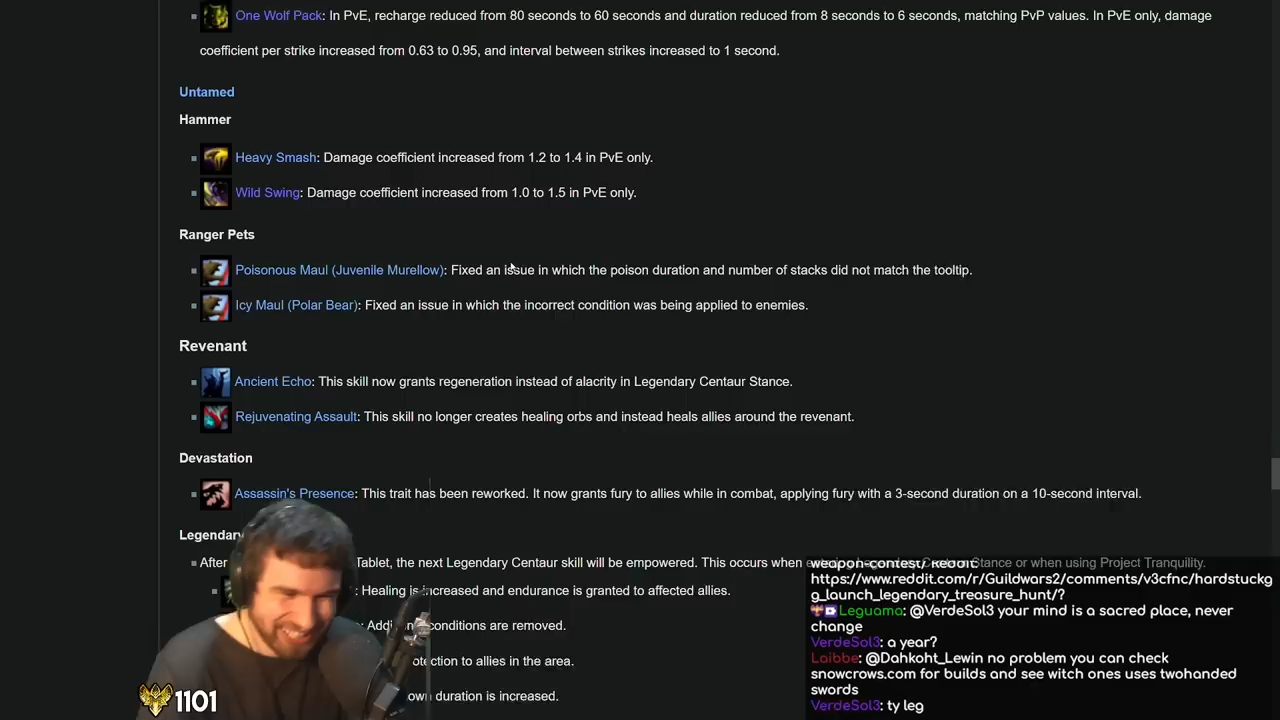 One Wolf Pack: In PvE, recharge reduced from 80 seconds to 60 seconds and duration reduced from 8 seconds to 6 seconds, matching PvP values. In PvE only, damage
coefficient per strike increased from 0.63 to 0.95, and interval between strikes increased to 1 second.
Untamed
Hammer
Heavy Smash: Damage coefficient increased from 1.2 to 1.4 in PvE only.
Wild Swing: Damage coefficient increased from 1.0 to 1.5 in PvE only.
Ranger Pets
Poisonous Maul (Juvenile Murellow): Fixed an issue in which the poison duration and number of stacks did not match the tooltip.
Icy Maul (Polar Bear): Fixed an issue in which the incorrect condition was being applied to enemies.
Revenant
Ancient Echo: This skill now grants regeneration instead of alacrity in Legendary Centaur Stance.
Rejuvenating Assault: This skill no longer creates healing orbs and instead heals allies around the revenant.
Devastation
Assassin's Presence: This trait has been reworked. It now grants fury to allies while in combat, applying fury with a 3-second duration on a 10-second interval.
Legendary
After Tablet, the next Legendary Centaur skill will be empowered. This occurs when entering Legendary Centaur Stance or when using Project Tranquility.
: Healing is increased and endurance is granted to affected allies.
conditions are removed.
otection to allies in the area.
own duration is increased.
weapon-contest/ Reddit:
https://www.reddit.com/r/Guildwars2/comments/v3cfnc/hardstuckg
g_launch_legendary_treasure_hunt/?
Leguama: @VerdeSol3 your mind is a sacred place, never
change
VerdeSol3: a year?
Laibbe: @Dahkoht_Lewin no problem you can check
snowcrows.com for builds and see witch ones uses twohanded
swords
VerdeSol3: ty leg
1101